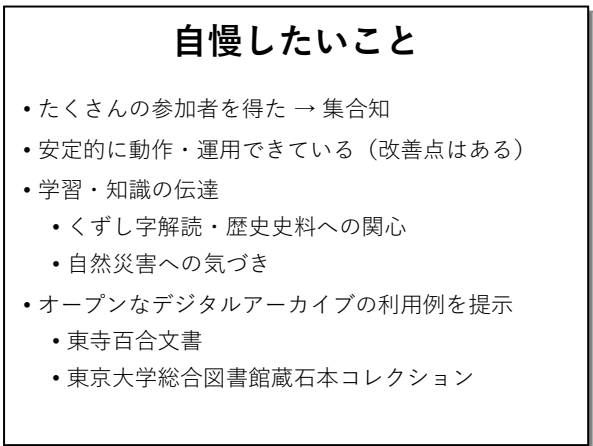 自慢したいこと
• たくさんの参加者を得た → 集合知
• 安定的に動作・運用できている（改善点はある）
• 学習・知識の伝達
• くずし字解読・歴史史料への関心
• 自然災害への気づき
• オープンなデジタルアーカイブの利用例を提示
• 東寺百合文書
• 東京大学総合図書館蔵石本コレクション